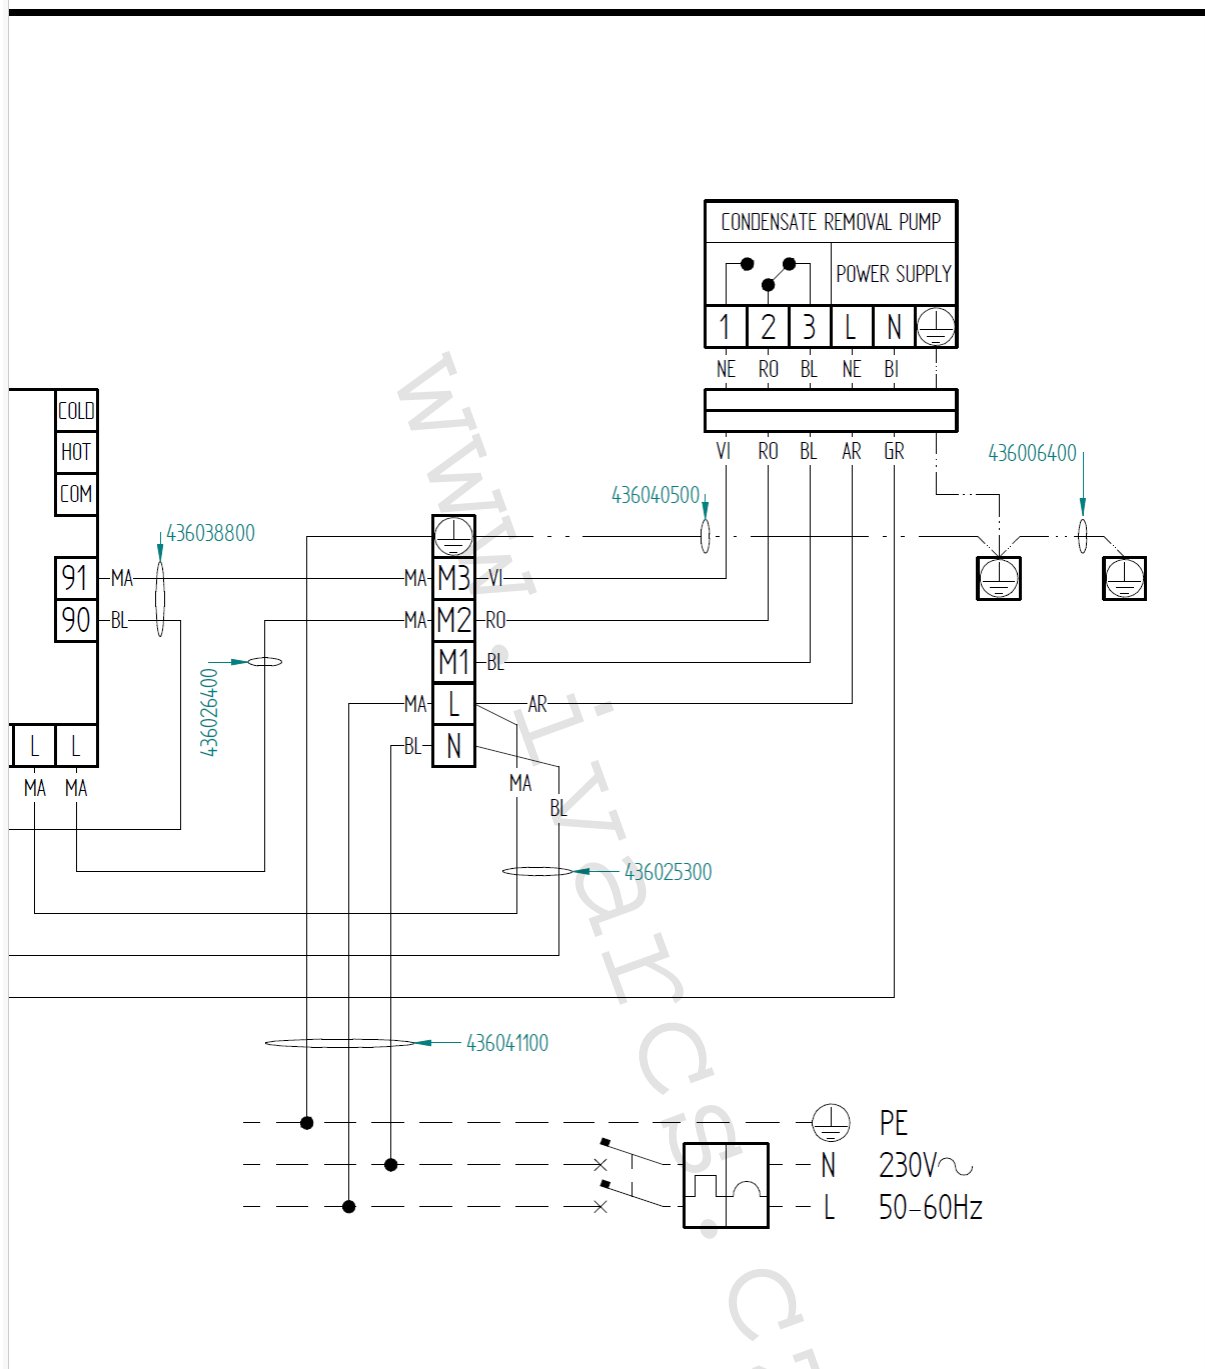 CONDENSATE REMOVAL PUMP
POWER SUPPLY
1 2 3 L N
NE RO BL NE BI
VI RO BL AR GR
436006400
436040500
COLD
HOT
COM
436038800
91 MA
90 BL
MA M3 VI
MA M2 RO
M1 BL
MA L AR
BL N
436026400
L L
MA MA
MA
BL
436025300
436041100
PE
N 230V
L 50-60Hz
www.ivarcs.c